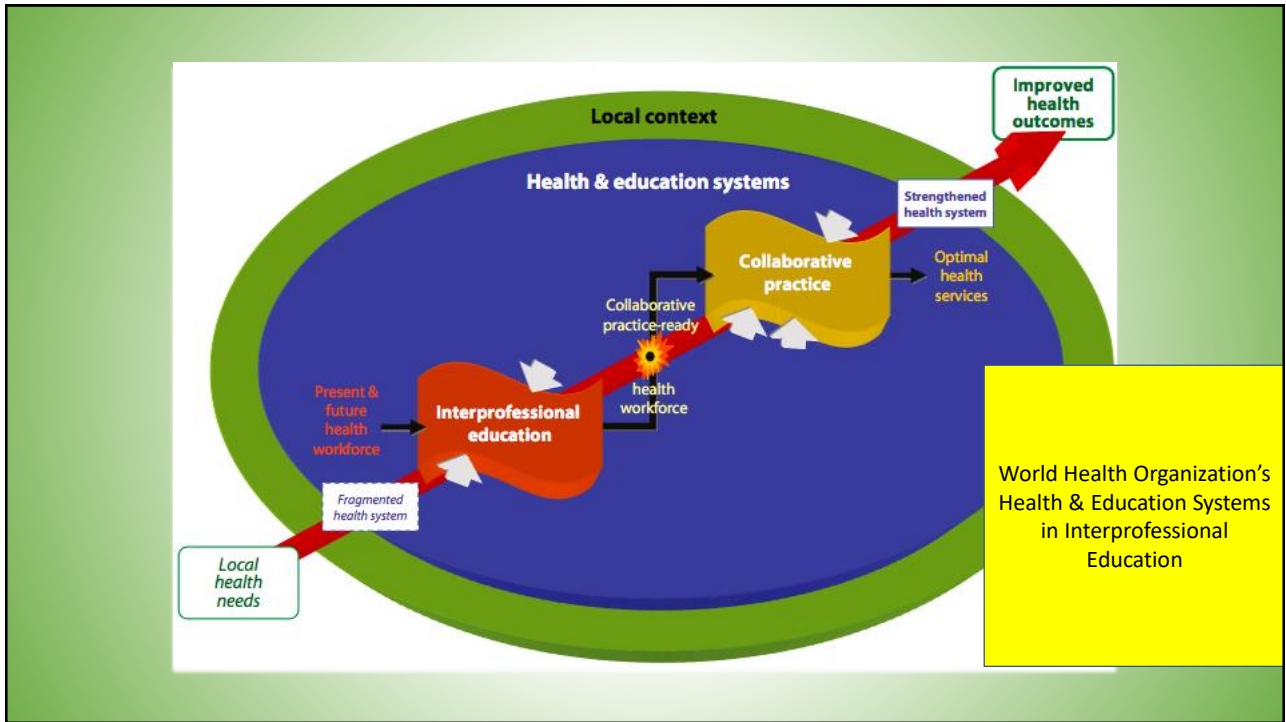 Improved
health
outcomes
Local context
Health & education systems
Strengthened
health system
Collaborative
practice
Optimal
health
services
Collaborative
practice-ready
health
workforce
Present &
future
health
workforce
Interprofessional
education
Fragmented
health system
Local
health
needs
World Health Organization’s
Health & Education Systems
in Interprofessional
Education